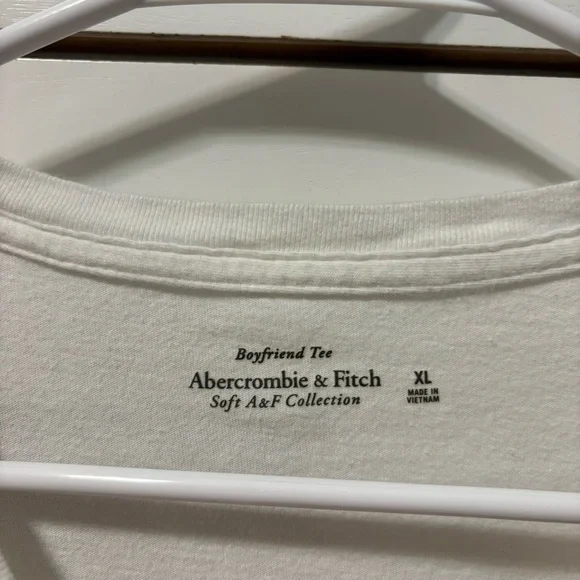 Boyfriend Tee
Abercrombie & Fitch
Soft A&F Collection
XL
MADE IN
VIETNAM